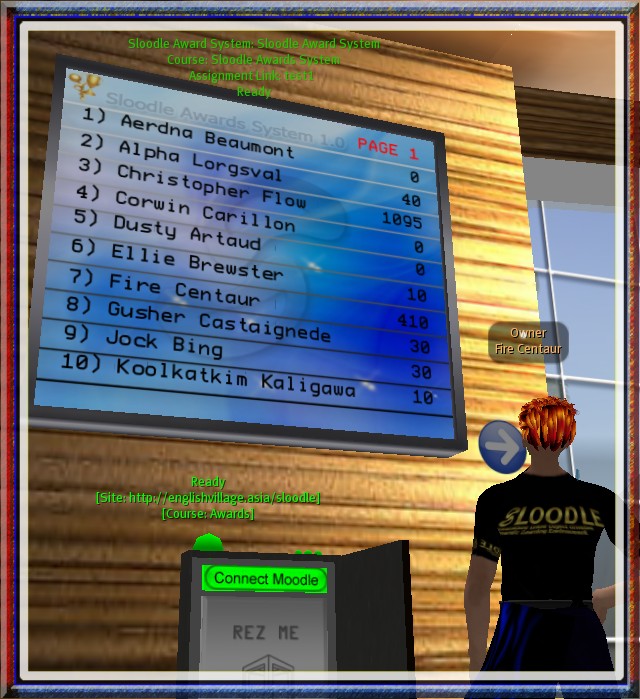 Sloodle Award System: Sloodle Award System
Course: Sloodle Awards System
Assignment Link: test1
Ready
Sloodle Awards System 1.0
PAGE 1
1) Aerdna Beaumont 0
2) Alpha Lorgsval 40
3) Christopher Flow 1095
4) Corwin Carillon 0
5) Dusty Artaud 0
6) Ellie Brewster 10
7) Fire Centaur 410
8) Gusher Castaignede 30
9) Jock Bing 30
10) Koolkatkim Kaligawa 10
Owner
Fire Centaur
Ready
[Site: http://englishvillage.asia/sloodle]
[Course: Awards]
Connect Moodle
REZ ME
SLOODLE